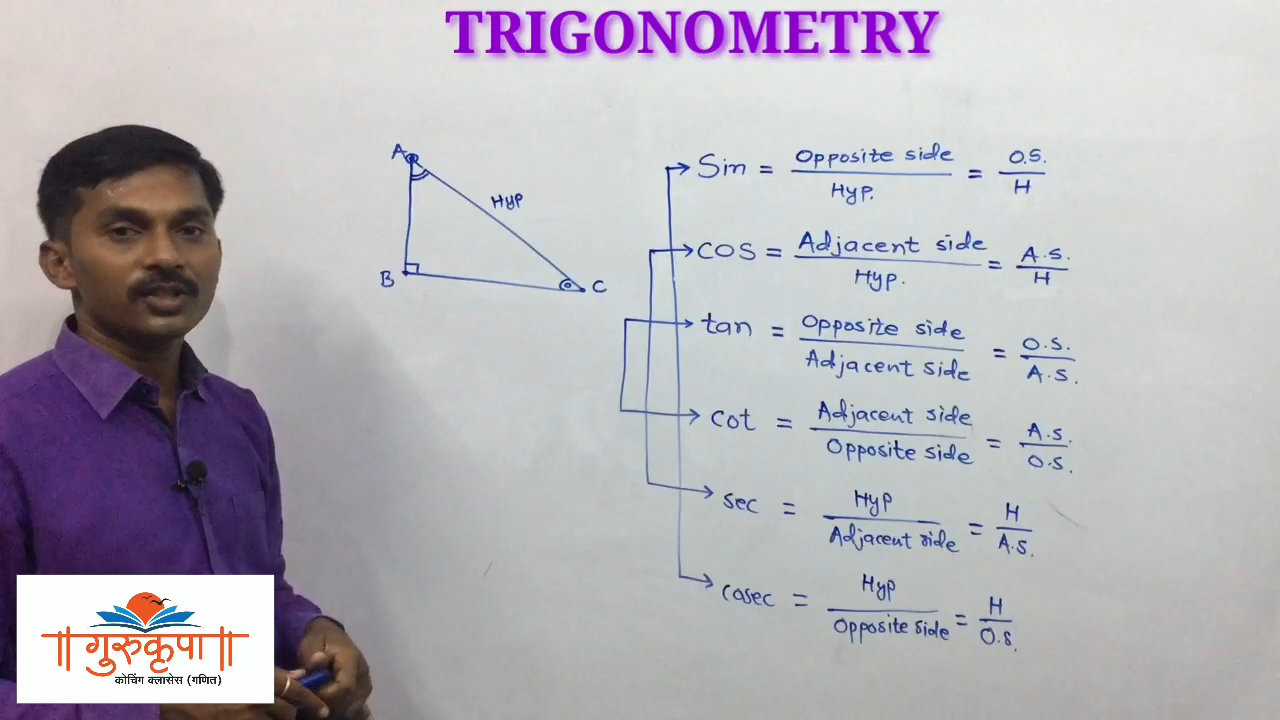 TRIGONOMETRY
A
B
C
Hyp
Sin = Opposite side / Hyp. = O.S. / H
COS = Adjacent side / Hyp. = A.S. / H
tan = Opposite side / Adjacent side = O.S. / A.S.
cot = Adjacent side / Opposite side = A.S. / O.S.
sec = Hyp / Adjacent side = H / A.S.
cosec = Hyp / Opposite side = H / O.S.
॥ गुरुकृपा ॥
कोचिंग क्लासेस (गणित)